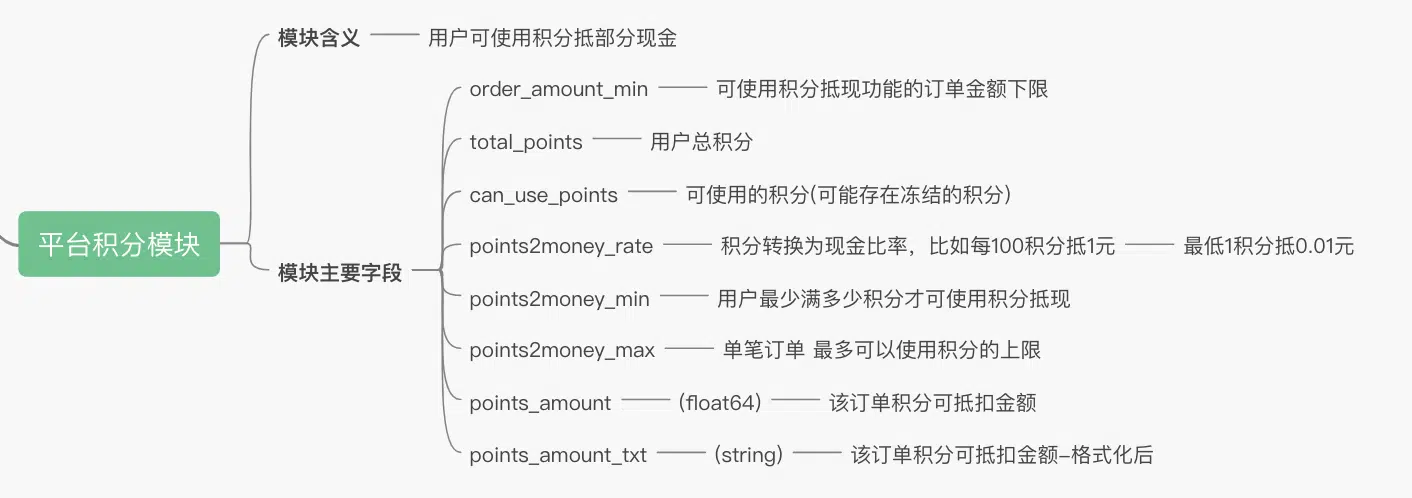 模块含义 用户可使用积分抵部分现金
order_amount_min 可使用积分抵现功能的订单金额下限
total_points 用户总积分
can_use_points 可使用的积分(可能存在冻结的积分)
平台积分模块
points2money_rate 积分转换为现金比率，比如每100积分抵1元 最低1积分抵0.01元
模块主要字段
points2money_min 用户最少满多少积分才可使用积分抵现
points2money_max 单笔订单 最多可以使用积分的上限
points_amount (float64) 该订单积分可抵扣金额
points_amount_txt (string) 该订单积分可抵扣金额-格式化后